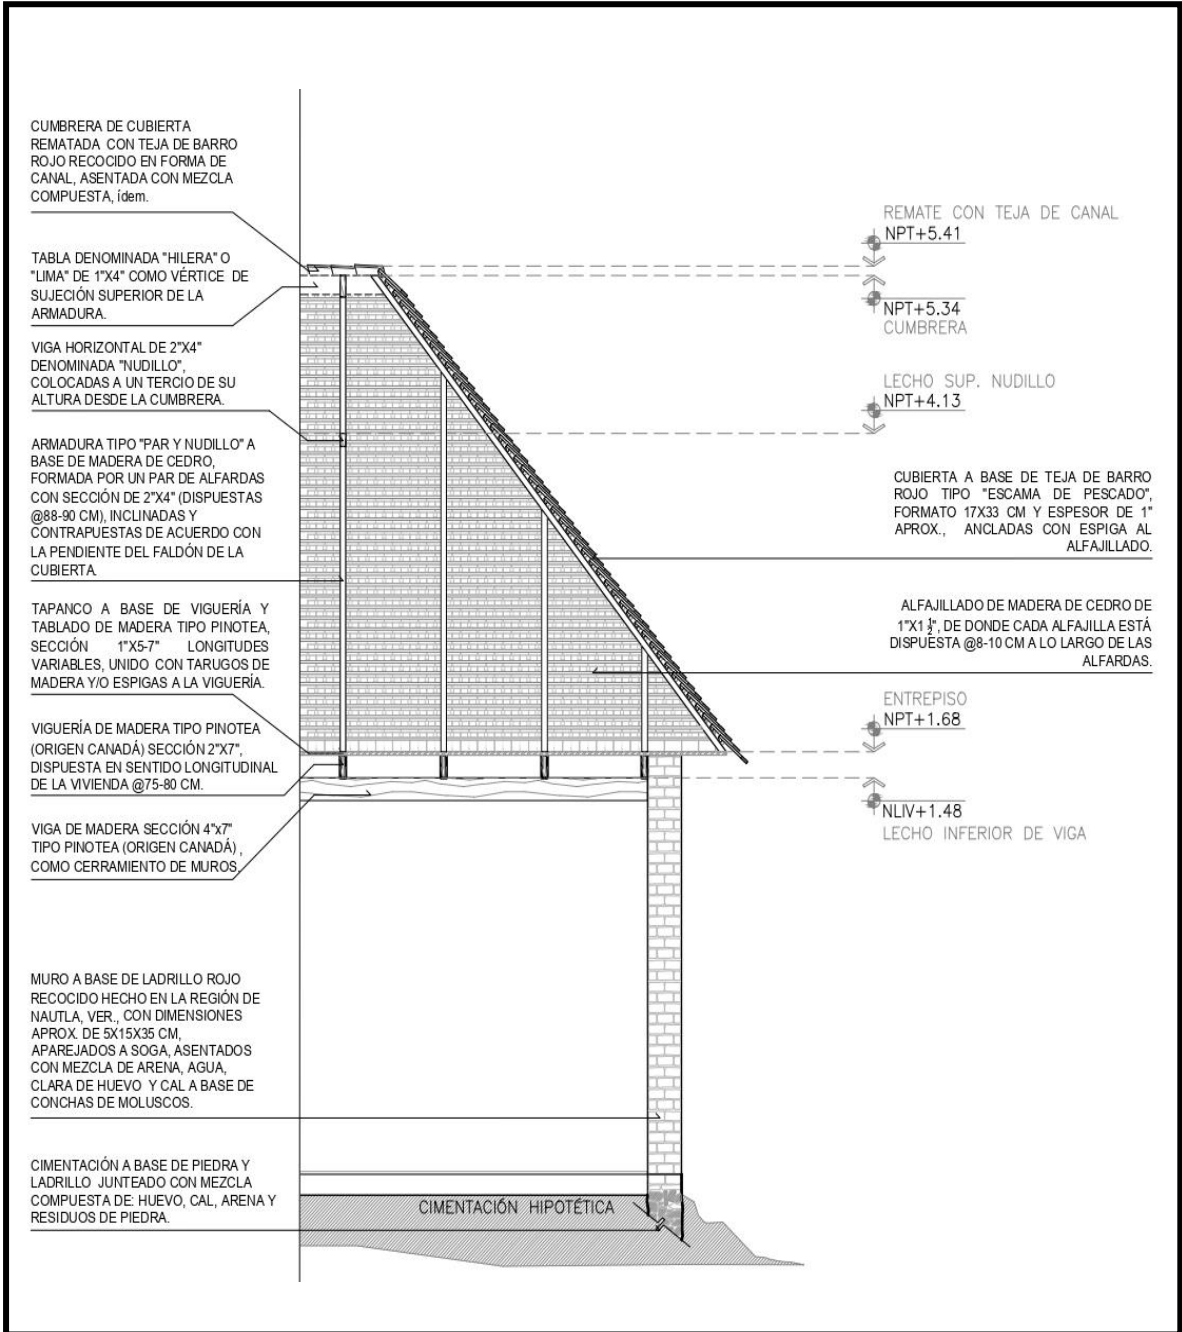 CUMBRERA DE CUBIERTA
REMATADA CON TEJA DE BARRO
ROJO RECOCIDO EN FORMA DE
CANAL, ASENTADA CON MEZCLA
COMPUESTA, ídem.
TABLA DENOMINADA "HILERA" O
"LIMA" DE 1"X4" COMO VÉRTICE DE
SUJECIÓN SUPERIOR DE LA
ARMADURA.
VIGA HORIZONTAL DE 2"X4"
DENOMINADA "NUDILLO",
COLOCADAS A UN TERCIO DE SU
ALTURA DESDE LA CUMBRERA.
ARMADURA TIPO "PAR Y NUDILLO" A
BASE DE MADERA DE CEDRO,
FORMADA POR UN PAR DE ALFARDAS
CON SECCIÓN DE 2"X4" (DISPUESTAS
@88-90 CM), INCLINADAS Y
CONTRAPUESTAS DE ACUERDO CON
LA PENDIENTE DEL FALDÓN DE LA
CUBIERTA.
TAPANCO A BASE DE VIGUERÍA Y
TABLADO DE MADERA TIPO PINOTEA,
SECCIÓN 1"X5-7" LONGITUDES
VARIABLES, UNIDO CON TARUGOS DE
MADERA Y/O ESPIGAS A LA VIGUERÍA.
VIGUERÍA DE MADERA TIPO PINOTEA
(ORIGEN CANADÁ) SECCIÓN 2"X7",
DISPUESTA EN SENTIDO LONGITUDINAL
DE LA VIVIENDA @75-80 CM.
VIGA DE MADERA SECCIÓN 4"x7"
TIPO PINOTEA (ORIGEN CANADÁ) ,
COMO CERRAMIENTO DE MUROS.
MURO A BASE DE LADRILLO ROJO
RECOCIDO HECHO EN LA REGIÓN DE
NAUTLA, VER., CON DIMENSIONES
APROX. DE 5X15X35 CM,
APAREJADOS A SOGA, ASENTADOS
CON MEZCLA DE ARENA, AGUA,
CLARA DE HUEVO Y CAL A BASE DE
CONCHAS DE MOLUSCOS.
CIMENTACIÓN A BASE DE PIEDRA Y
LADRILLO JUNTEADO CON MEZCLA
COMPUESTA DE: HUEVO, CAL, ARENA Y
RESIDUOS DE PIEDRA.
CIMENTACIÓN HIPOTÉTICA
REMATE CON TEJA DE CANAL
NPT+5.41
NPT+5.34
CUMBRERA
LECHO SUP. NUDILLO
NPT+4.13
CUBIERTA A BASE DE TEJA DE BARRO
ROJO TIPO "ESCAMA DE PESCADO",
FORMATO 17X33 CM Y ESPESOR DE 1"
APROX., ANCLADAS CON ESPIGA AL
ALFAJILLADO.
ALFAJILLADO DE MADERA DE CEDRO DE
1"X1 ½", DE DONDE CADA ALFAJILLA ESTÁ
DISPUESTA @8-10 CM A LO LARGO DE LAS
ALFARDAS.
ENTREPISO
NPT+1.68
NLIV+1.48
LECHO INFERIOR DE VIGA